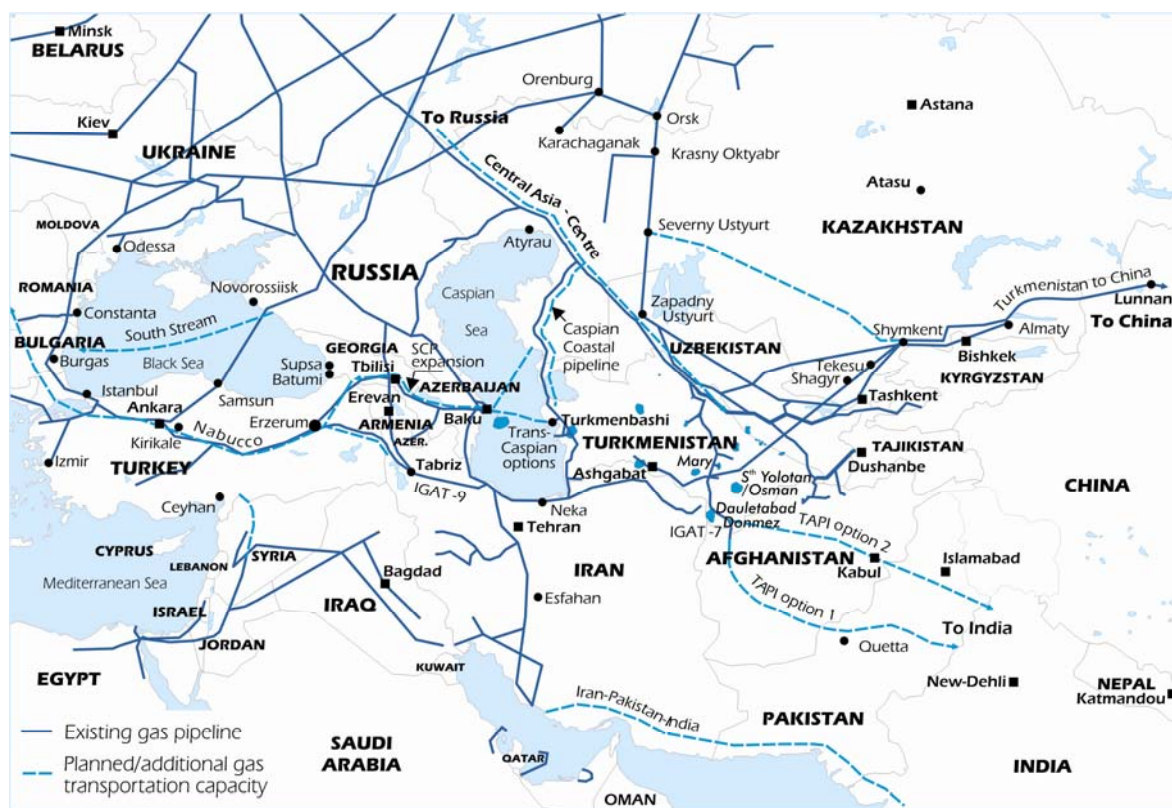 Minsk
BELARUS
Orenburg
Astana
To Russia
Orsk
Kiev
Karachaganak
Krasny Oktyabr
UKRAINE
Central Asia - Centre
Atasu
KAZAKHSTAN
MOLDOVA
Odessa
Atyrau
Severny Ustyurt
RUSSIA
ROMANIA
Novorossiisk
Caspian
Sea
Turkmenistan to China
Lunnan
Constanta
Zapadny
Ustyurt
To China
South Stream
Caspian
Coastal
pipeline
Shymkent
Almaty
BULGARIA
Burgas
Black Sea
Supsa
Batumi
GEORGIA
Tbilisi
SCP
expansion
UZBEKISTAN
Tekesu
Shagyr
Bishkek
KYRGYZSTAN
Istanbul
Samsun
Erevan
AZERBAIJAN
Tashkent
Ankara
Kirikale
Nabucco
Erzerum
ARMENIA
AZER.
Baku
Trans-
Caspian
options
Turkmenbashi
TURKMENISTAN
TAJIKISTAN
Dushanbe
Izmir
TURKEY
Tabriz
IGAT -9
Ashgabat
Mary
Sth Yolotan
/Osman
CHINA
Ceyhan
Neka
Tehran
Dauletabad
Donmez
IGAT -7
TAPI option 2
CYPRUS
SYRIA
LEBANON
AFGHANISTAN
Kabul
Islamabad
Mediterranean Sea
Bagdad
IRAN
Esfahan
TAPI option 1
ISRAEL
IRAQ
To India
JORDAN
Quetta
EGYPT
KUWAIT
New-Dehli
NEPAL
Katmandou
Iran-Pakistan-India
PAKISTAN
Existing gas pipeline
Planned/additional gas
transportation capacity
SAUDI
ARABIA
QATAR
INDIA
OMAN